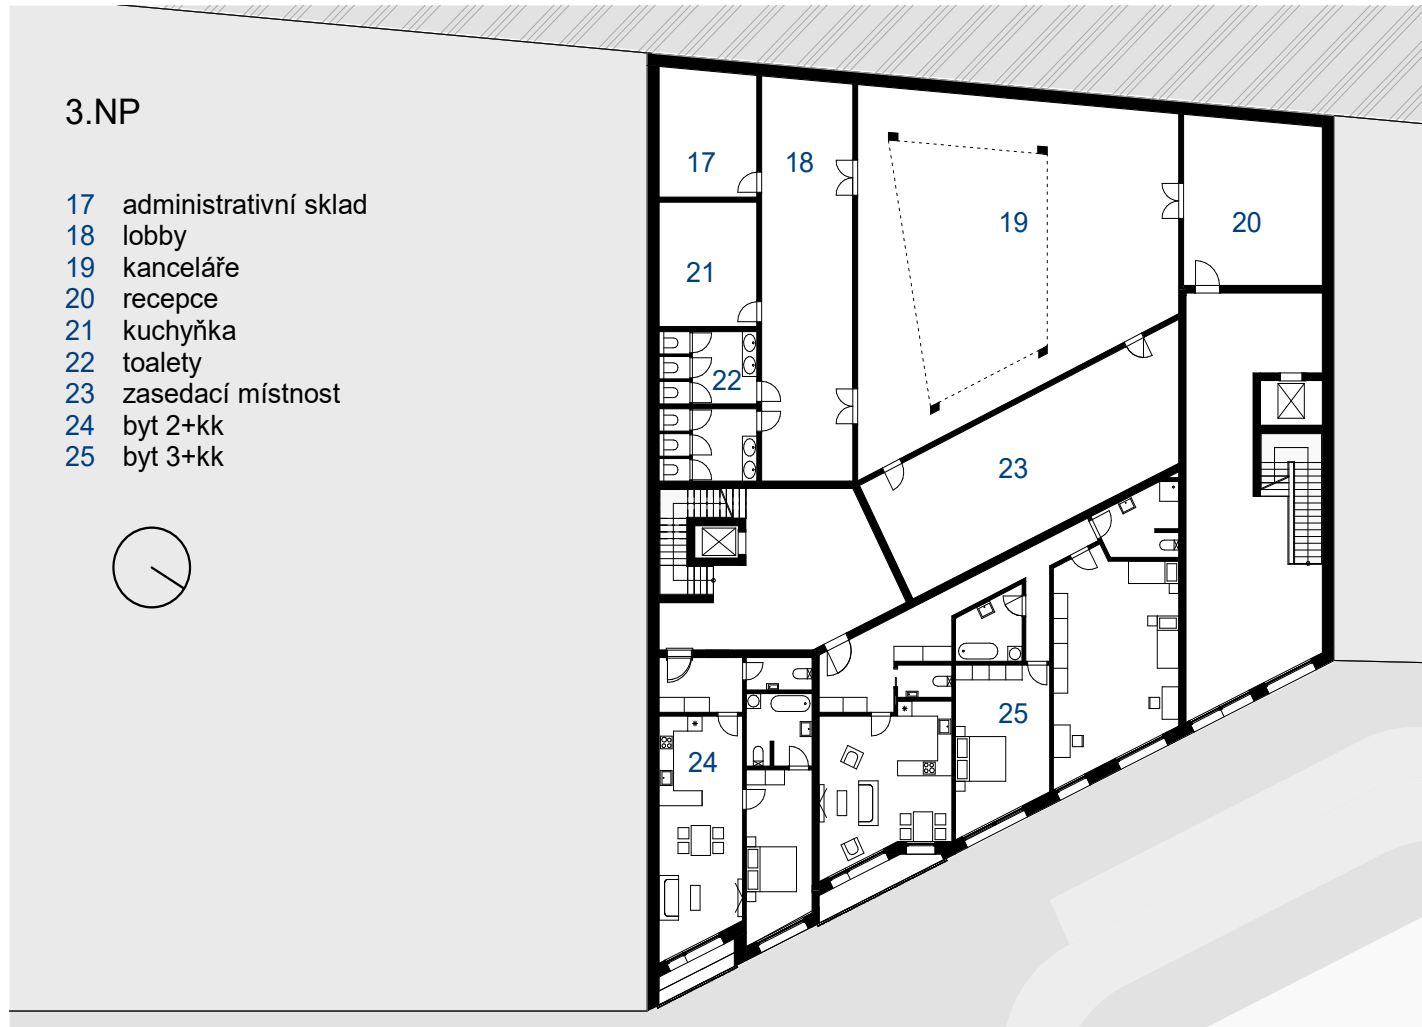 3.NP
17 administrativní sklad
18 lobby
19 kanceláře
20 recepce
21 kuchyňka
22 toalety
23 zasedací místnost
24 byt 2+kk
25 byt 3+kk
17
18
19
20
21
22
23
24
25